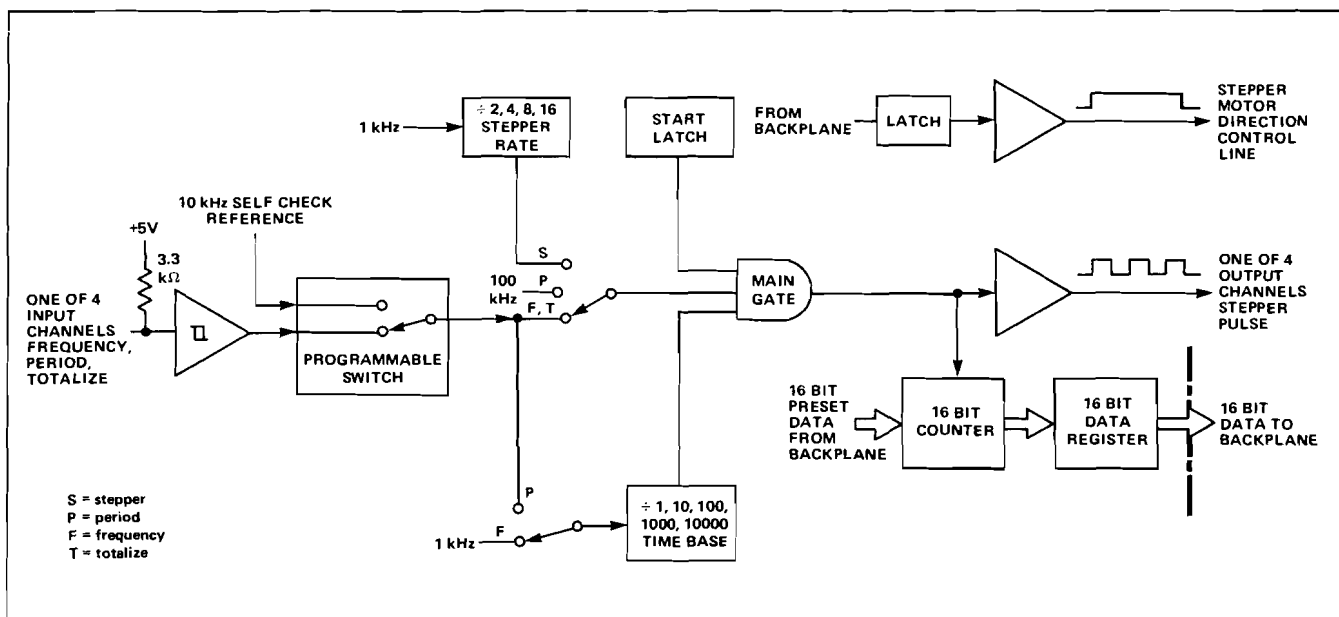 ÷ 2, 4, 8, 16
STEPPER
RATE
1 kHz
START
LATCH
FROM
BACKPLANE
LATCH
STEPPER
MOTOR
DIRECTION
CONTROL
LINE
10 kHz SELF CHECK
REFERENCE
+5V
3.3
kΩ
ONE OF 4
INPUT
CHANNELS
FREQUENCY,
PERIOD,
TOTALIZE
PROGRAMMABLE
SWITCH
S
P
100
kHz
F, T
MAIN
GATE
ONE OF 4
OUTPUT
CHANNELS
STEPPER
PULSE
16 BIT
PRESET
DATA
FROM
BACKPLANE
16 BIT
COUNTER
16 BIT
DATA
REGISTER
16 BIT
DATA TO
BACKPLANE
P
F
1 kHz
÷ 1, 10, 100,
1000, 10000
TIME BASE
S = stepper
P = period
F = frequency
T = totalize